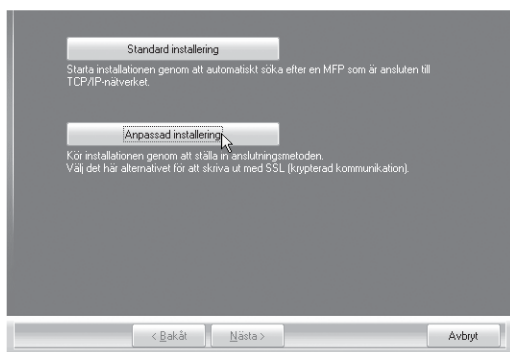 Standard installering
Starta installationen genom att automatiskt söka efter en MFP som är ansluten till
TCP/IP-nätverket.
Anpassad installering
Kör installationen genom att ställa in anslutningsmetoden.
Välj det här alternativet för att skriva ut med SSL (krypterad kommunikation).
< Bakåt
Nästa >
Avbryt